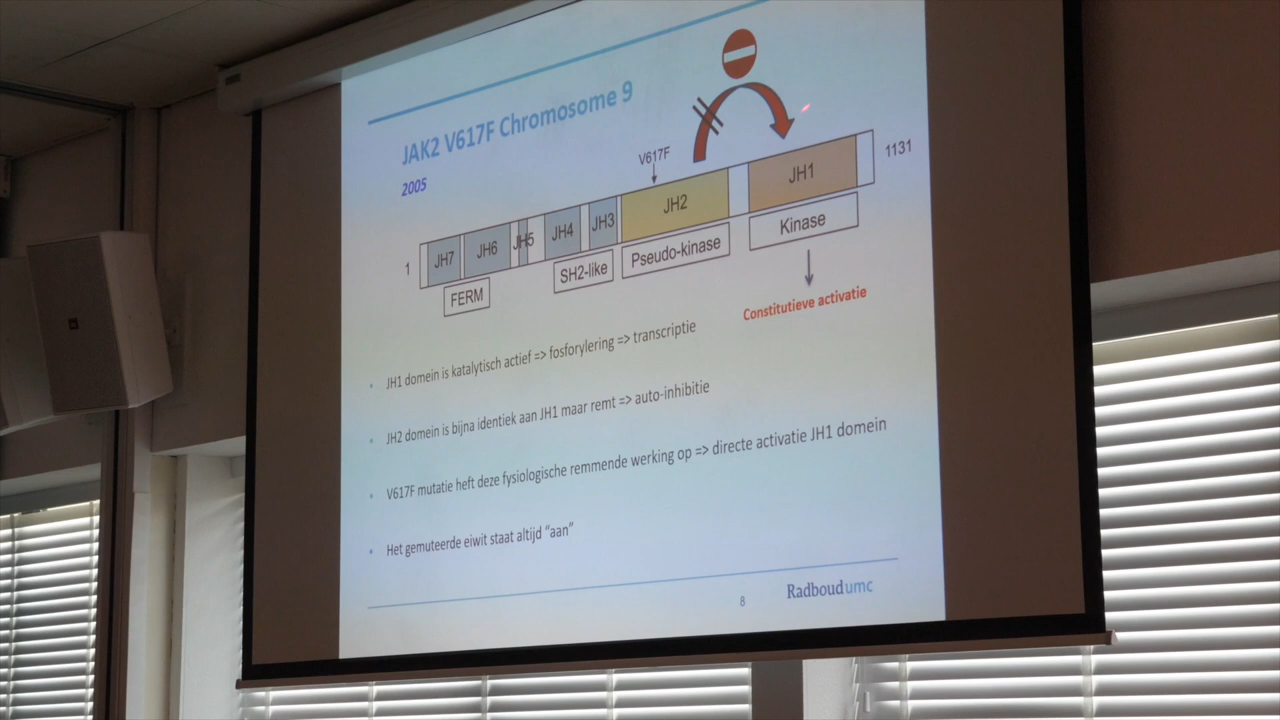 JAK2 V617F Chromosome 9
2005
V617F
1
JH7
JH6
JH5
JH4
JH3
JH2
JH1
1131
FERM
SH2-like
Pseudo-kinase
Kinase
Constitutieve activatie
• JH1 domein is katalytisch actief => fosforylering => transcriptie
• JH2 domein is bijna identiek aan JH1 maar remt => auto-inhibitie
• V617F mutatie heft deze fysiologische remmende werking op => directe activatie JH1 domein
• Het gemuteerde eiwit staat altijd “aan”
8
Radboudumc